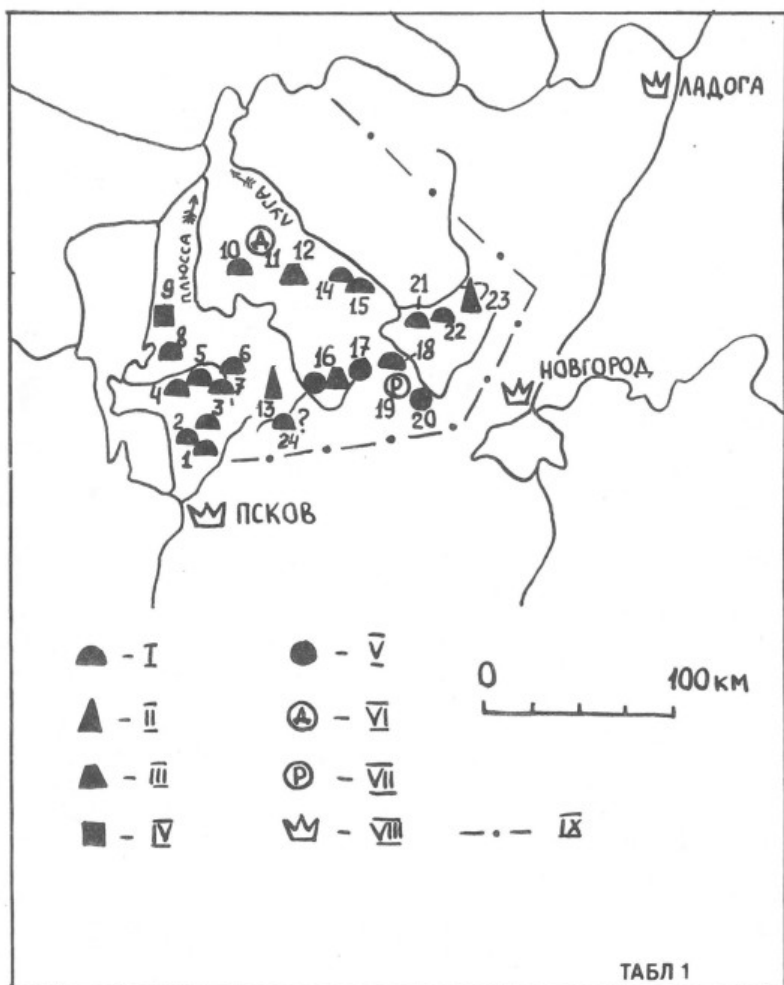 ЛАДОГА
ЛУГА
ПЛЮССА
Д
10
11
12
14
15
21
22
23
9
8
5
6
4
7
16
17
18
НОВГОРОД
3
13
19
Р
20
2
24
?
1
ПСКОВ
- I
- V
0
100 КМ
- II
Д
- VI
- III
Р
- VII
- IV
- VIII
IX
ТАБЛ 1